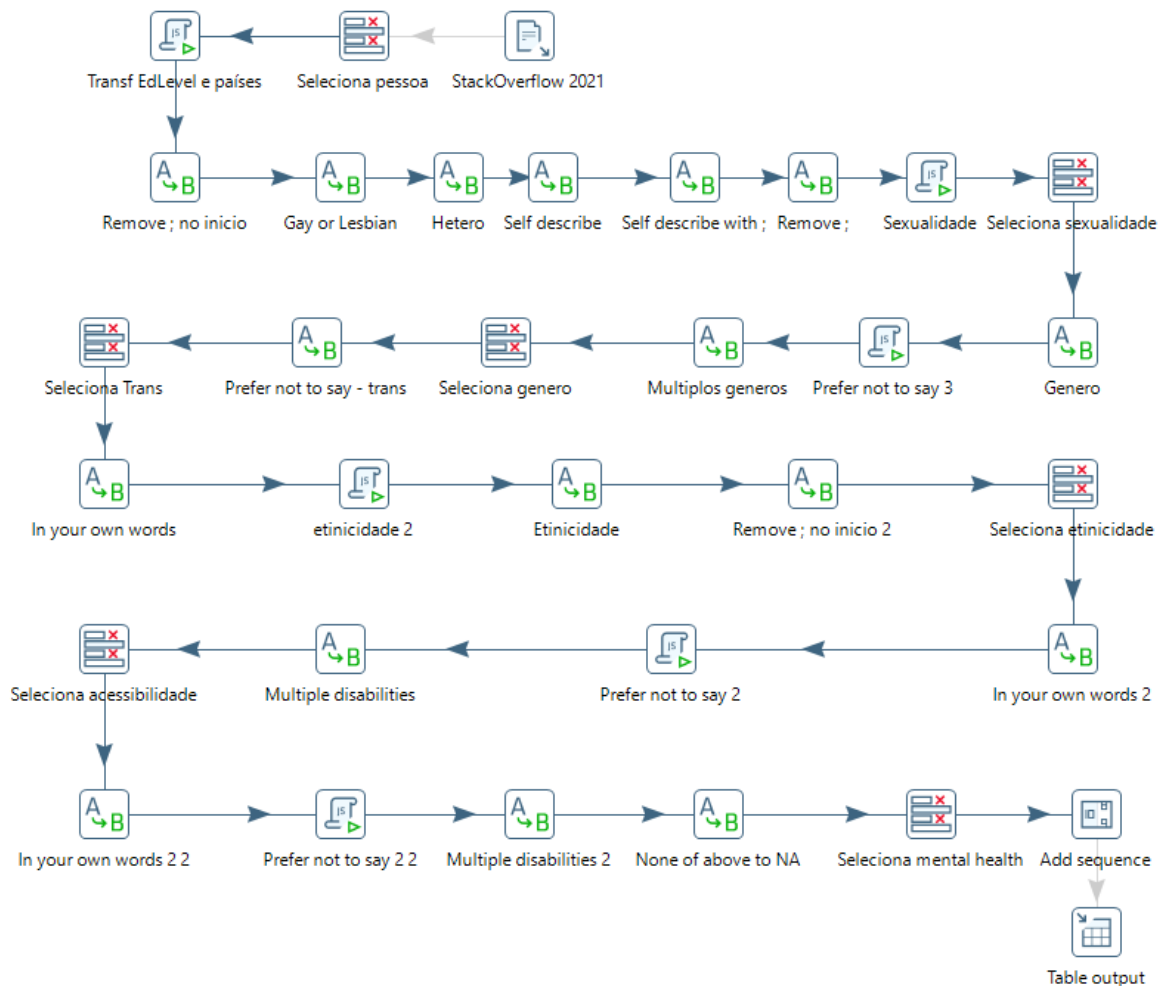 Transf EdLevel e países
Seleciona pessoa
StackOverflow 2021
Remove ; no inicio
Gay or Lesbian
Hetero
Self describe
Self describe with ;
Remove ;
Sexualidade
Seleciona sexualidade
Seleciona Trans
Prefer not to say - trans
Seleciona genero
Multiplos generos
Prefer not to say 3
Genero
In your own words
etinicidade 2
Etinicidade
Remove ; no inicio 2
Seleciona etinicidade
Seleciona acessibilidade
Multiple disabilities
Prefer not to say 2
In your own words 2
In your own words 2 2
Prefer not to say 2 2
Multiple disabilities 2
None of above to NA
Seleciona mental health
Add sequence
Table output